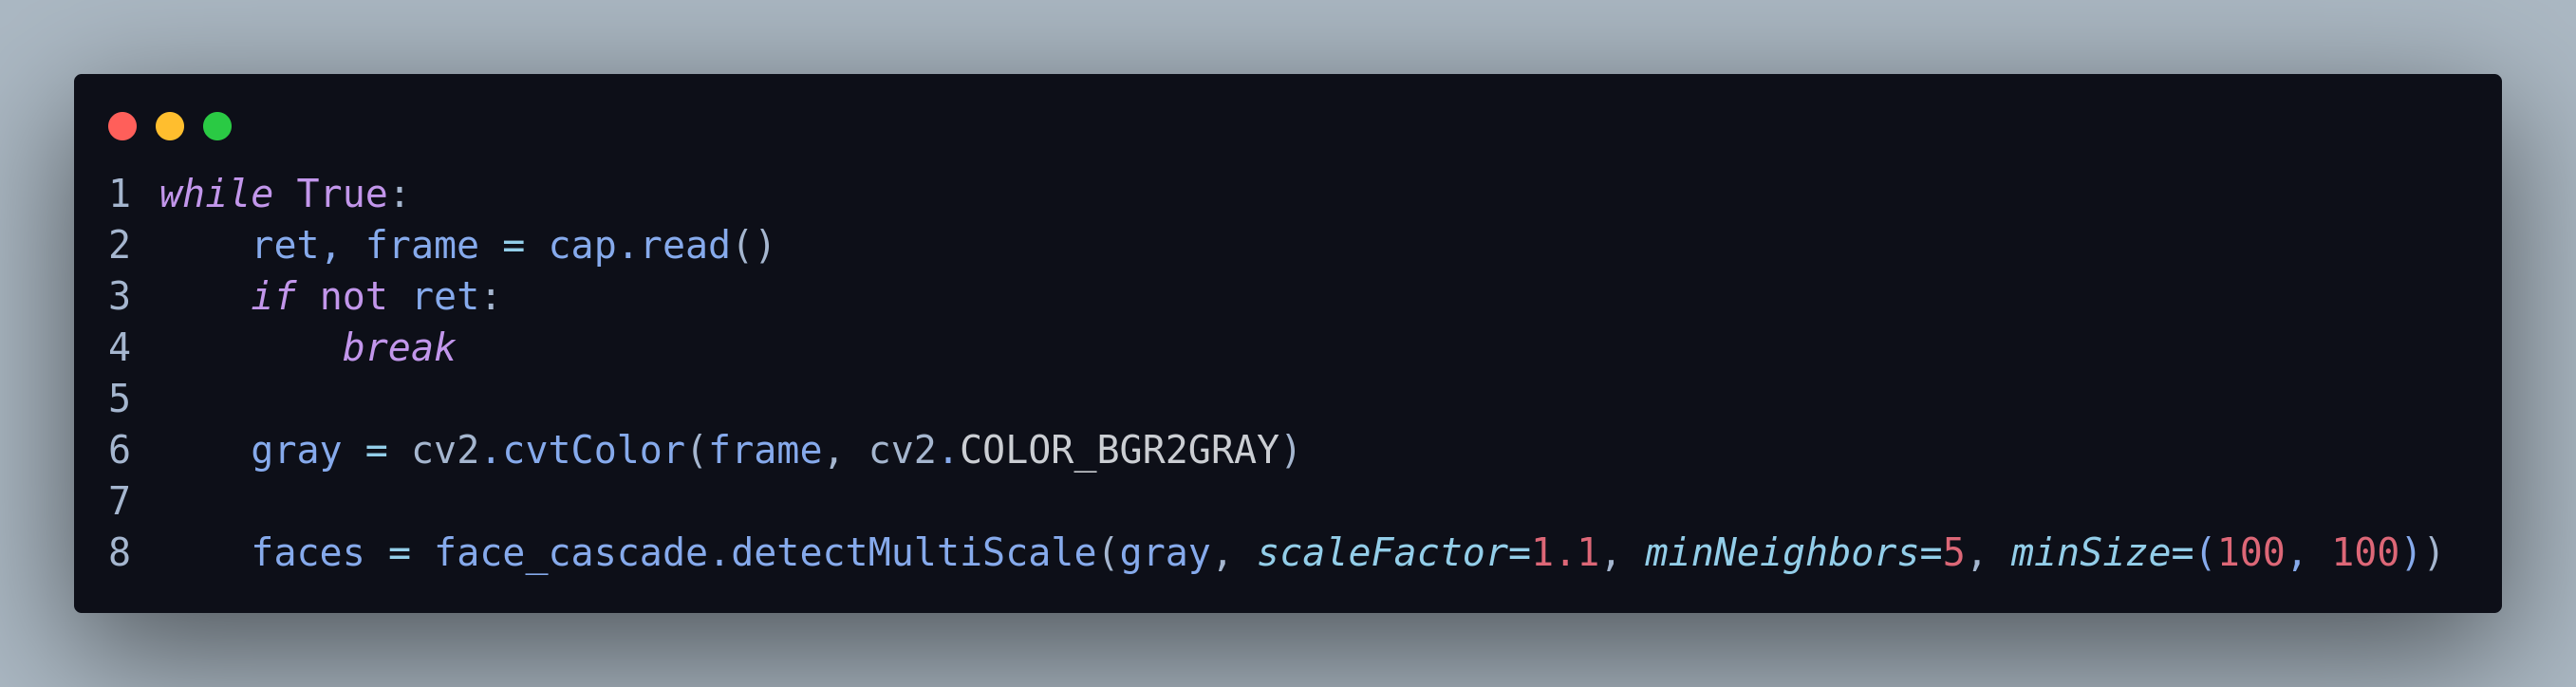 1 while True:
2     ret, frame = cap.read()
3     if not ret:
4         break
5
6     gray = cv2.cvtColor(frame, cv2.COLOR_BGR2GRAY)
7
8     faces = face_cascade.detectMultiScale(gray, scaleFactor=1.1, minNeighbors=5, minSize=(100, 100))